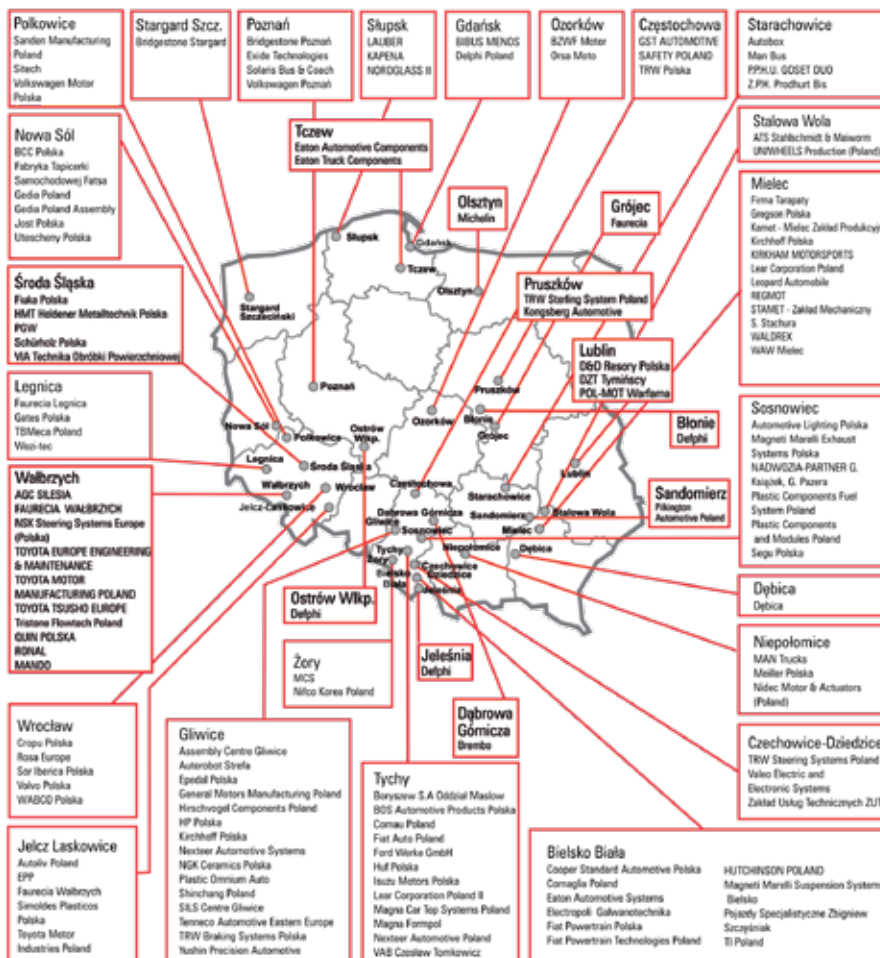 Polkowice
Sanden Manufacturing
Poland
Sitech
Volkswagen Motor
Polska
Stargard Szcz.
Bridgestone Stargard
Poznań
Bridgestone Poznań
Exide Technologies
Solaris Bus & Coach
Volkswagen Poznań
Słupsk
LAUBER
KAPENA
NORDGLASS II
Gdańsk
BIBUS MENOS
Delphi Poland
Ozorków
BZWF Motor
Orsa Moto
Częstochowa
GST AUTOMOTIVE
SAFETY POLAND
TRW Polska
Starachowice
Autobox
Man Bus
P.P.H.U. GOSET DUO
Z.P.H. Prodhurt Bis
Nowa Sól
BCC Polska
Fabryka Tapicerki
Samochodowej Fatsa
Gedia Poland
Gedia Poland Assembly
Jost Polska
Utescheny Polska
Tczew
Eaton Automotive Components
Eaton Truck Components
Olsztyn
Michelin
Grójec
Faurecia
Stalowa Wola
ATS Stahlschmidt & Maiworm
UNIWHEELS Production (Poland)
Mielec
Firma Tarapaty
Gregson Polska
Kamet - Mielec Zakład Produkcyj
Kirchhoff Polska
KIRKHAM MOTORSPORTS
Lear Corporation Poland
Leopard Automobile
REGMOT
STAMET - Zakład Mechaniczny
S. Stachura
WALDREX
WAW Mielec
Środa Śląska
Fiuka Polska
HMT Heldener Metalltechnik Polska
PGW
Schürholz Polska
VIA Technika Obróbki Powierzchniowej
Pruszków
TRW Sterling System Poland
Kongsberg Automotive
Lublin
D&D Resory Polska
DZT Tymińscy
POL-MOT Warfama
Błonie
Delphi
Legnica
Faurecia Legnica
Gates Polska
TBMeca Poland
Wezi-tec
Sosnowiec
Automotive Lighting Polska
Magneti Marelli Exhaust
Systems Polska
NADWOZIA-PARTNER G.
Książek, G. Pazera
Plastic Components Fuel
System Poland
Plastic Components
and Modules Poland
Segu Polska
Wałbrzych
AGC SILESIA
FAURECIA WAŁBRZYCH
NSK Steering Systems Europe
(Polska)
TOYOTA EUROPE ENGINEERING
& MAINTENANCE
TOYOTA MOTOR
MANUFACTURING POLAND
TOYOTA TSUSHO EUROPE
Tristone Flowtech Poland
QUIN POLSKA
RONAL
MANDO
Sandomierz
Pilkington
Automotive Poland
Słupsk
Gdańsk
Tczew
Olsztyn
Stargard
Szczeciński
Poznań
Pruszków
Ozorków
Błonie
Grójec
Nowa Sól
Polkowice
Ostrów
Wlkp.
Legnica
Środa Śląska
Lublin
Wałbrzych
Wrocław
Jelcz-Laskowice
Częstochowa
Starachowice
Stalowa Wola
Sandomierz
Mielec
Dąbrowa Górnicza
Gliwice
Sosnowiec
Tychy
Niepołomice
Dębica
Żory
Bielsko
Biała
Czechowice
Dziedzice
Jeleśnia
Dębica
Dębica
Ostrów Wlkp.
Delphi
Żory
MCS
Nifco Korea Poland
Jeleśnia
Delphi
Dąbrowa
Górnicza
Brembo
Niepołomice
MAN Trucks
Meiller Polska
Nidec Motor & Actuators
(Poland)
Wrocław
Cropu Polska
Rosa Europe
Sor Iberica Polska
Volvo Polska
WABCO Polska
Gliwice
Assembly Centre Gliwice
Autorobot Strefa
Epedal Polska
General Motors Manufacturing Poland
Hirschvogel Components Poland
HP Polska
Kirchhoff Polska
Nexteer Automotive Systems
NGK Ceramics Polska
Plastic Omnium Auto
Shinchang Poland
SILS Centre Gliwice
Tenneco Automotive Eastern Europe
TRW Braking Systems Polska
Yushin Precision Automotive
Tychy
Boryszew S.A Oddział Maslow
BOS Automotive Products Polska
Comau Poland
Fiat Auto Poland
Ford Werke GmbH
Huf Polska
Isuzu Motors Polska
Lear Corporation Poland II
Magna Car Top Systems Poland
Magna Formpol
Nexteer Automotive Poland
VAB Czesław Tomkowicz
Czechowice-Dziedzice
TRW Steering Systems Poland
Valeo Electric and
Electronic Systems
Zakład Usług Technicznych ZUT
Jelcz Laskowice
Autoliv Poland
EPP
Faurecia Wałbrzych
Simoldes Plasticos
Polska
Toyota Motor
Industries Poland
Bielsko Biała
Cooper Standard Automotive Polska
Cornaglia Poland
Eaton Automotive Systems
Electropoli Galwanotechnika
Fiat Powertrain Polska
Fiat Powertrain Technologies Poland
HUTCHINSON POLAND
Magneti Marelli Suspension Systems
Bielsko
Pojazdy Specjalistyczne Zbigniew
Szczęśniak
TI Poland